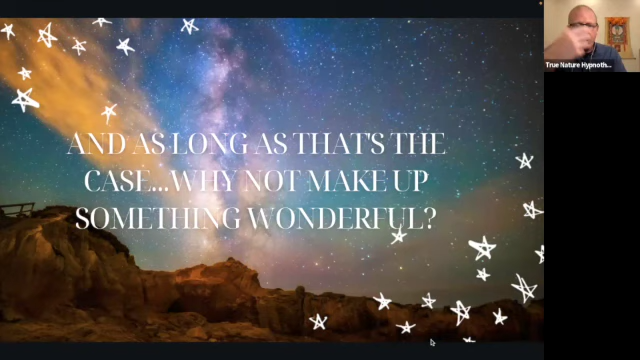 AND AS LONG AS THAT'S THE
CASE...WHY NOT MAKE UP
SOMETHING WONDERFUL?
True Nature Hypnoth...